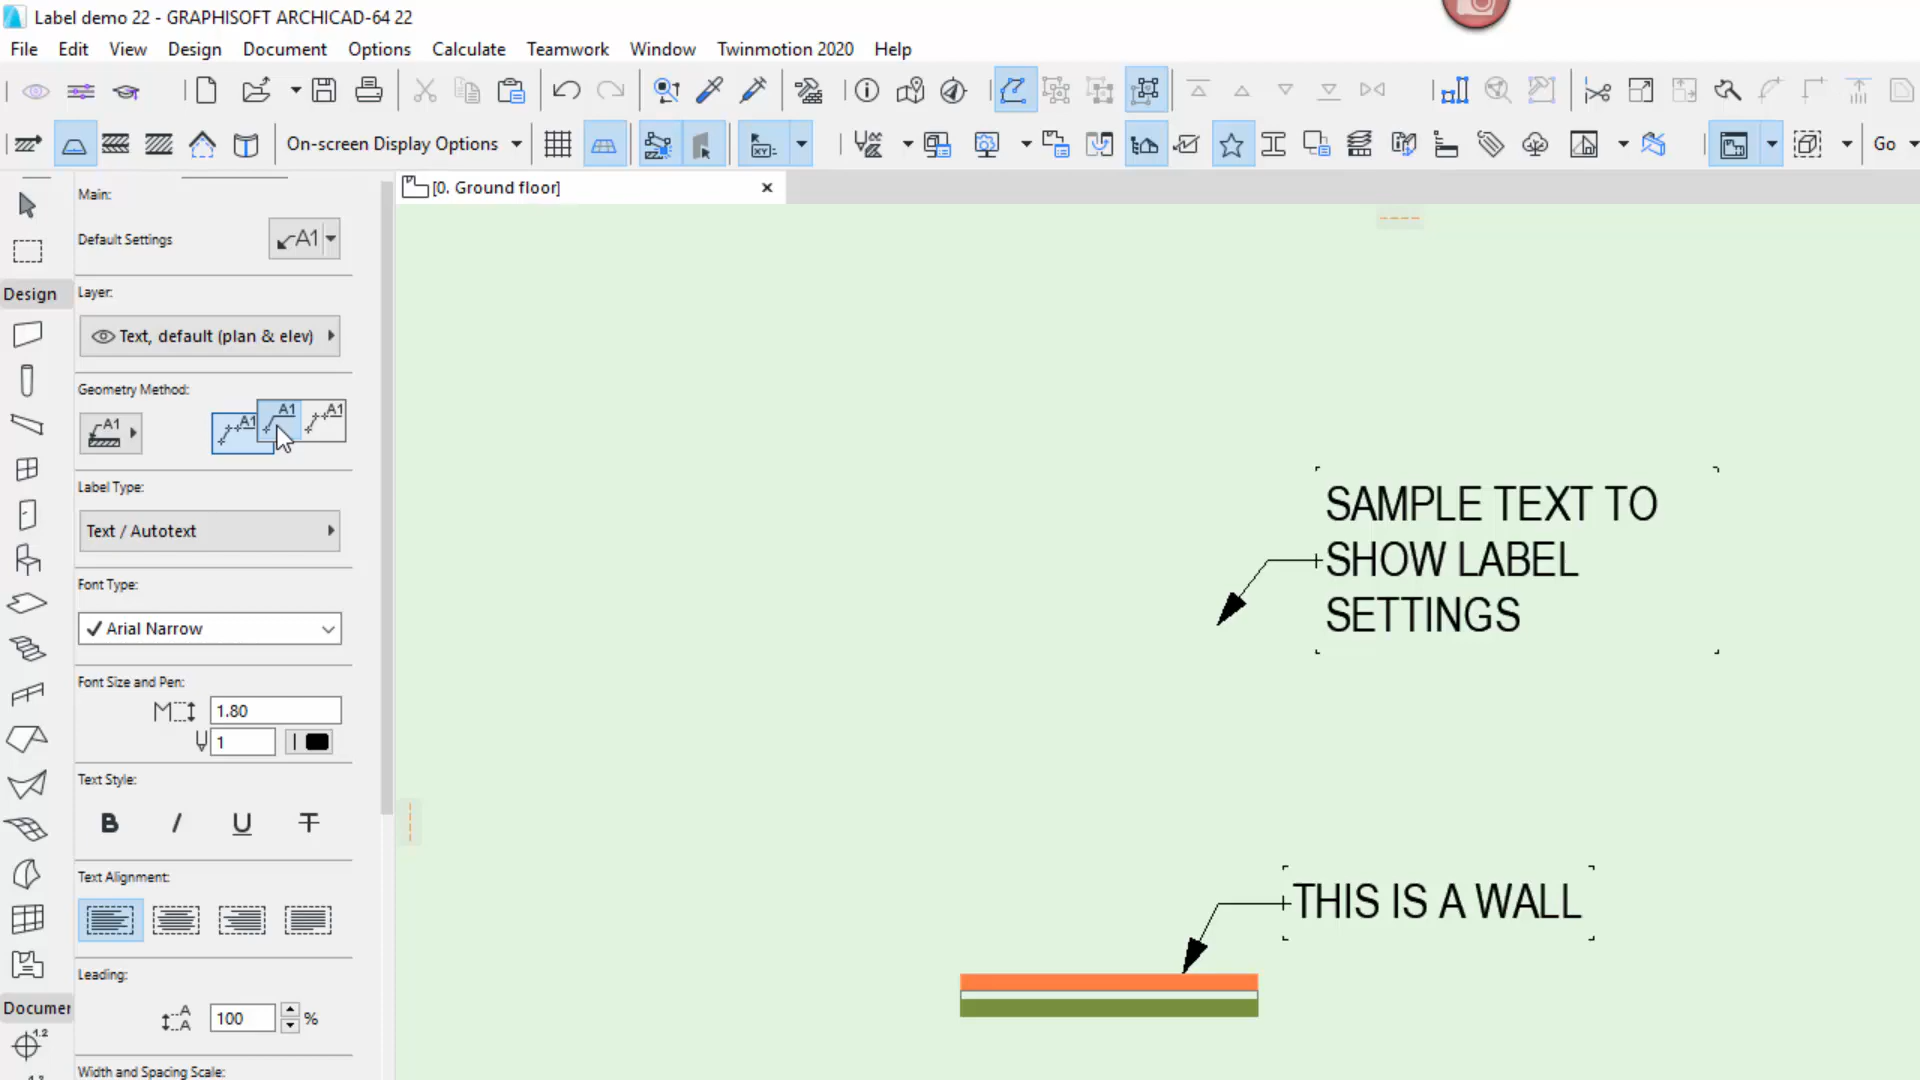 Label demo 22 - GRAPHISOFT ARCHICAD-64 22
File Edit View Design Document Options Calculate Teamwork Window Twinmotion 2020 Help
On-screen Display Options
XY:
Go
Main:
[0. Ground floor]
Default Settings
A1
Design
Layer:
Text, default (plan & elev)
Geometry Method:
A1 A1 A1 A1
Label Type:
Text / Autotext
Font Type:
Arial Narrow
Font Size and Pen:
M 1.80
1
Text Style:
B I U T
Text Alignment:
Leading:
A A 100 %
Documen
1.2
Width and Spacing Scale:
SAMPLE TEXT TO
SHOW LABEL
SETTINGS
THIS IS A WALL